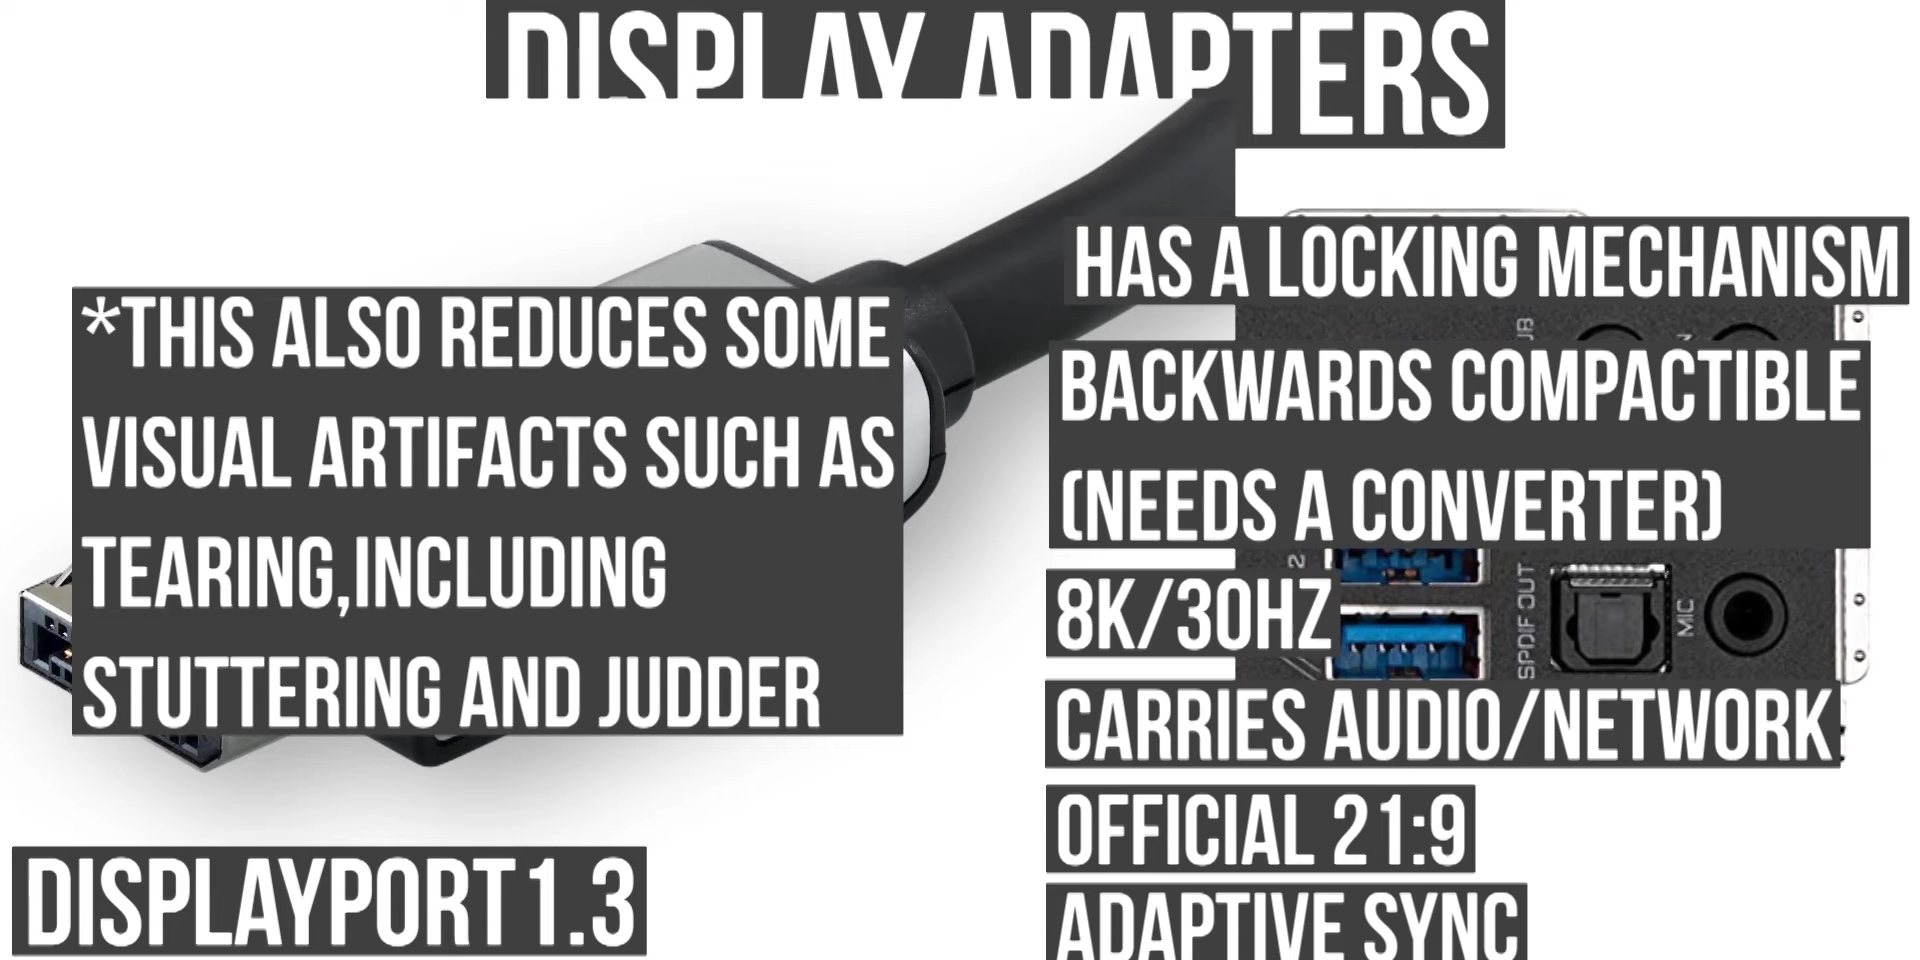 DISPLAY ADAPTERS
*THIS ALSO REDUCES SOME
VISUAL ARTIFACTS SUCH AS
TEARING,INCLUDING
STUTTERING AND JUDDER
DISPLAYPORT 1.3
HAS A LOCKING MECHANISM
BACKWARDS COMPACTIBLE
(NEEDS A CONVERTER)
8K/30HZ
2
SPDIF OUT
MIC
CARRIES AUDIO/NETWORK
OFFICIAL 21:9
ADAPTIVE SYNC